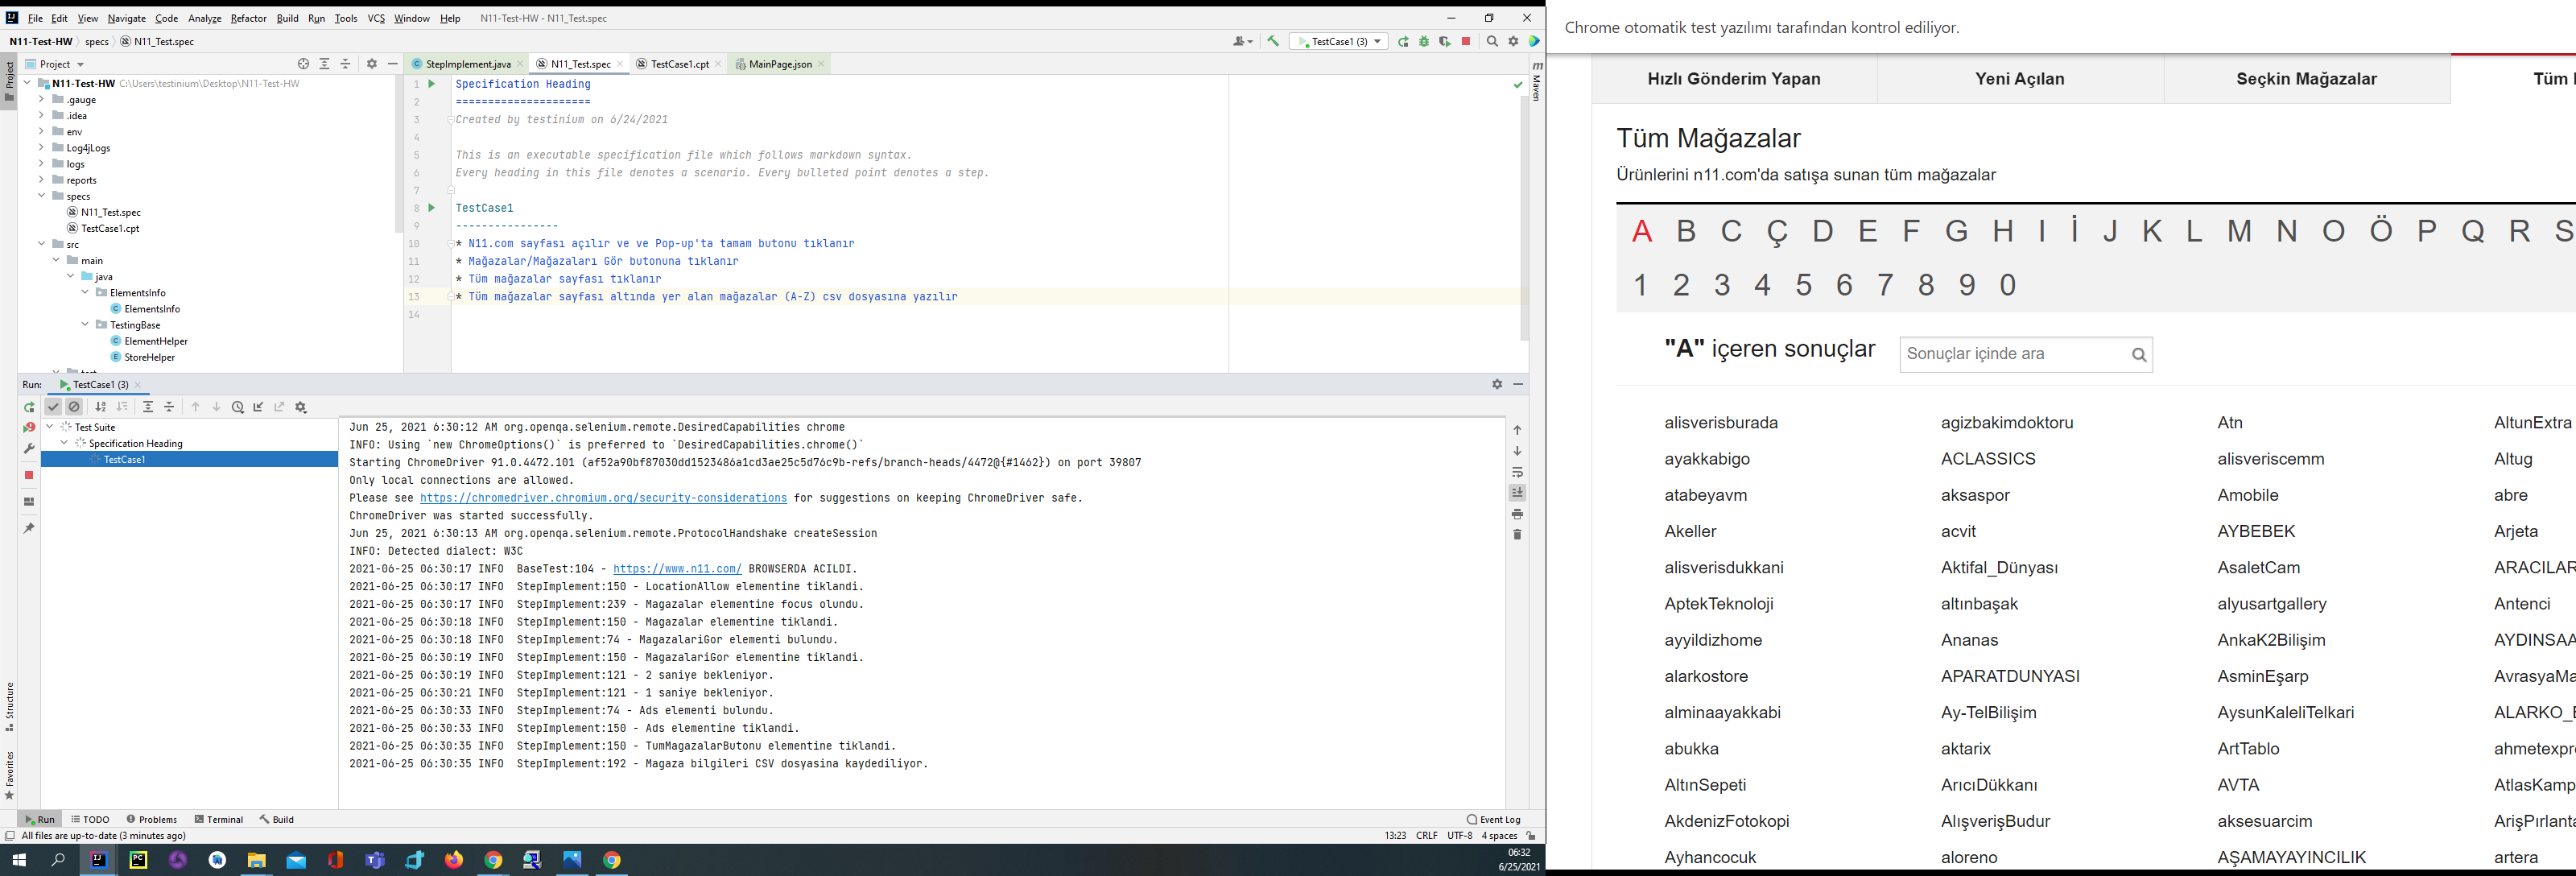 File Edit View Navigate Code Analyze Refactor Build Run Tools VCS Window Help N11-Test-HW - N11_Test.spec
N11-Test-HW specs N11_Test.spec
TestCase1 (3)
Project
StepImplement.java N11_Test.spec TestCase1.cpt MainPage.json
Project
Maven
N11-Test-HW C:\Users\testinium\Desktop\N11-Test-HW
.gauge
.idea
env
Log4jLogs
logs
reports
specs
N11_Test.spec
TestCase1.cpt
src
main
java
ElementsInfo
ElementsInfo
TestingBase
ElementHelper
StoreHelper
test
1 Specification Heading
2 =====================
3 Created by testinium on 6/24/2021
4
5 This is an executable specification file which follows markdown syntax.
6 Every heading in this file denotes a scenario. Every bulleted point denotes a step.
7
8 TestCase1
9 ----------------
10 * N11.com sayfası açılır ve ve Pop-up'ta tamam butonu tıklanır
11 * Mağazalar/Mağazaları Gör butonuna tıklanır
12 * Tüm mağazalar sayfası tıklanır
13 * Tüm mağazalar sayfası altında yer alan mağazalar (A-Z) csv dosyasına yazılır
14
Run: TestCase1 (3)
Test Suite
Specification Heading
TestCase1
Jun 25, 2021 6:30:12 AM org.openqa.selenium.remote.DesiredCapabilities chrome
INFO: Using `new ChromeOptions()` is preferred to `DesiredCapabilities.chrome()`
Starting ChromeDriver 91.0.4472.101 (af52a90bf87030dd1523486a1cd3ae25c5d76c9b-refs/branch-heads/4472@{#1462}) on port 39807
Only local connections are allowed.
Please see https://chromedriver.chromium.org/security-considerations for suggestions on keeping ChromeDriver safe.
ChromeDriver was started successfully.
Jun 25, 2021 6:30:13 AM org.openqa.selenium.remote.ProtocolHandshake createSession
INFO: Detected dialect: W3C
2021-06-25 06:30:17 INFO BaseTest:104 - https://www.n11.com/ BROWSERDA ACILDI.
2021-06-25 06:30:17 INFO StepImplement:150 - LocationAllow elementine tiklandi.
2021-06-25 06:30:17 INFO StepImplement:239 - Magazalar elementine focus olundu.
2021-06-25 06:30:18 INFO StepImplement:150 - Magazalar elementine tiklandi.
2021-06-25 06:30:18 INFO StepImplement:74 - MagazalariGor elementi bulundu.
2021-06-25 06:30:19 INFO StepImplement:150 - MagazalariGor elementine tiklandi.
2021-06-25 06:30:19 INFO StepImplement:121 - 2 saniye bekleniyor.
2021-06-25 06:30:21 INFO StepImplement:121 - 1 saniye bekleniyor.
2021-06-25 06:30:33 INFO StepImplement:74 - Ads elementi bulundu.
2021-06-25 06:30:33 INFO StepImplement:150 - Ads elementine tiklandi.
2021-06-25 06:30:35 INFO StepImplement:150 - TumMagazalarButonu elementine tiklandi.
2021-06-25 06:30:35 INFO StepImplement:192 - Magaza bilgileri CSV dosyasina kaydediliyor.
Structure
Favorites
Run TODO Problems Terminal Build Event Log
All files are up-to-date (3 minutes ago) 13:23 CRLF UTF-8 4 spaces
06:32
6/25/2021
Chrome otomatik test yazılımı tarafından kontrol ediliyor.
Hızlı Gönderim Yapan Yeni Açılan Seçkin Mağazalar Tüm
Tüm Mağazalar
Ürünlerini n11.com'da satışa sunan tüm mağazalar
A B C Ç D E F G H I İ J K L M N O Ö P Q R S
1 2 3 4 5 6 7 8 9 0
"A" içeren sonuçlar Sonuçlar içinde ara
alisverisburada agizbakimdoktoru Atn AltunExtra
ayakkabigo ACLASSICS alisveriscemm Altug
atabeyavm aksaspor Amobile abre
Akeller acvit AYBEBEK Arjeta
alisverisdukkani Aktifal_Dünyası AsaletCam ARACILAR
AptekTeknoloji altınbaşak alyusartgallery Antenci
ayyildizhome Ananas AnkaK2Bilişim AYDINSAA
alarkostore APARATDUNYASI AsminEşarp AvrasyaMa
alminaayakkabi Ay-TelBilişim AysunKaleliTelkari ALARKO_
abukka aktarix ArtTablo ahmetexpr
AltınSepeti ArıcıDükkanı AVTA AtlasKamp
AkdenizFotokopi AlışverişBudur aksesuarcim ArişPırlanta
Ayhancocuk aloreno AŞAMAYAYINCILIK artera